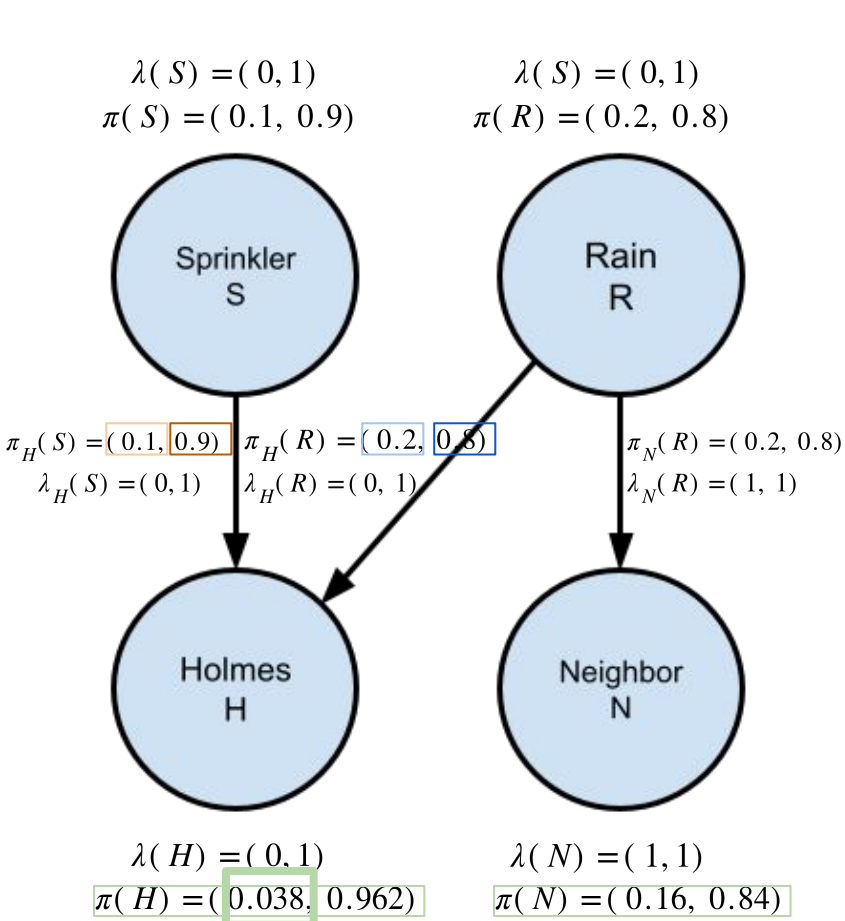 λ( S) =( 0, 1)
π( S) =( 0.1, 0.9)
λ( S) =( 0, 1)
π( R) =( 0.2, 0.8)
Sprinkler
S
Rain
R
π_H( S) =( 0.1, 0.9)
λ_H( S) =( 0, 1)
π_H( R) =( 0.2, 0.8)
λ_H( R) =( 0, 1)
π_N( R) =( 0.2, 0.8)
λ_N( R) =( 1, 1)
Holmes
H
Neighbor
N
λ( H) =( 0, 1)
π( H) =( 0.038, 0.962)
λ( N) =( 1, 1)
π( N) =( 0.16, 0.84)